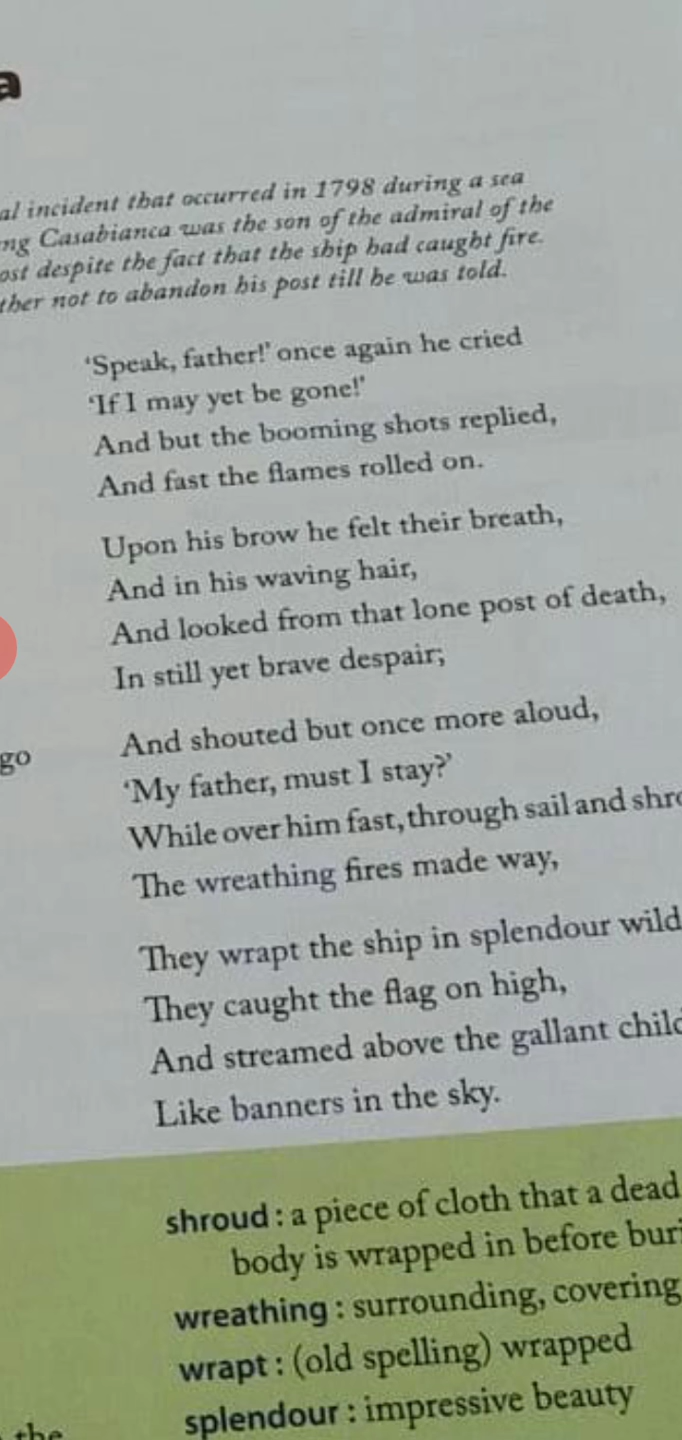 a
al incident that occurred in 1798 during a sea
ng Casabianca was the son of the admiral of the
ost despite the fact that the ship had caught fire.
ther not to abandon his post till he was told.
‘Speak, father!’ once again he cried
‘If I may yet be gone!’
And but the booming shots replied,
And fast the flames rolled on.
Upon his brow he felt their breath,
And in his waving hair,
And looked from that lone post of death,
In still yet brave despair;
go
And shouted but once more aloud,
‘My father, must I stay?’
While over him fast, through sail and shro
The wreathing fires made way,
They wrapt the ship in splendour wild
They caught the flag on high,
And streamed above the gallant child
Like banners in the sky.
shroud : a piece of cloth that a dead
body is wrapped in before buri
wreathing : surrounding, covering
wrapt : (old spelling) wrapped
splendour : impressive beauty
the